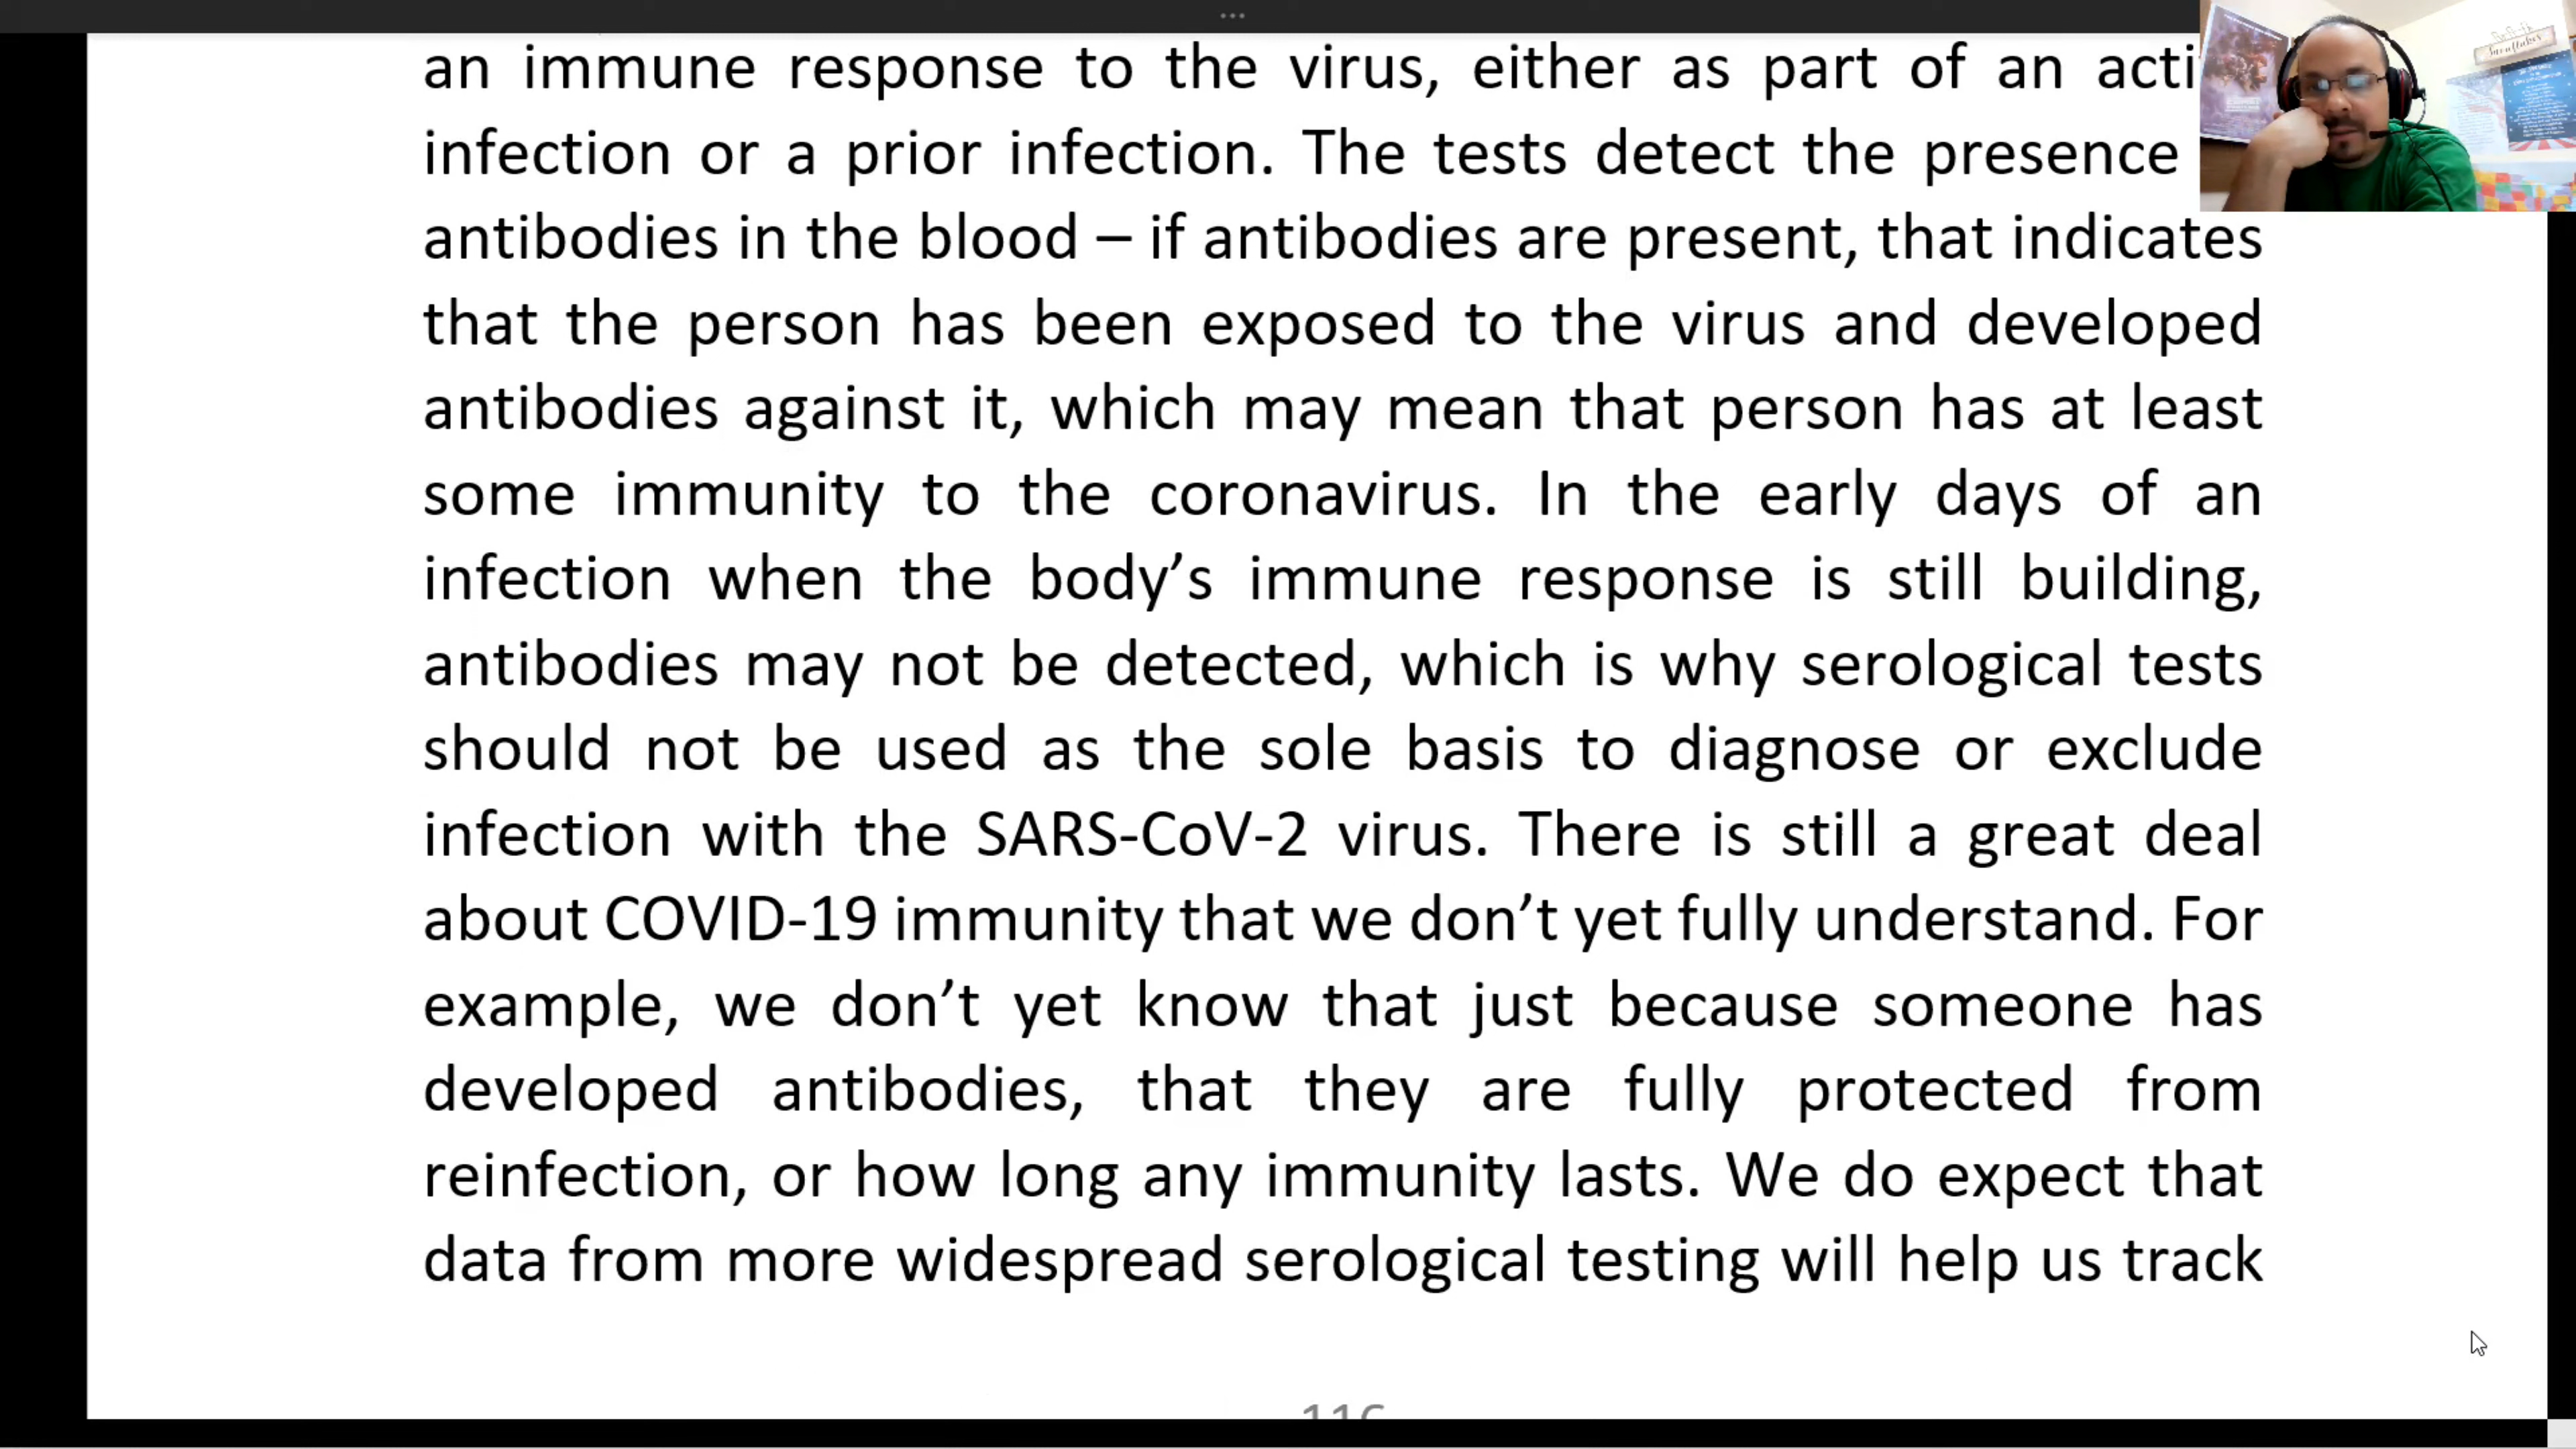 an immune response to the virus, either as part of an
infection or a prior infection. The tests detect the presence
antibodies in the blood – if antibodies are present, that indicates
that the person has been exposed to the virus and developed
antibodies against it, which may mean that person has at least
some immunity to the coronavirus. In the early days of an
infection when the body’s immune response is still building,
antibodies may not be detected, which is why serological tests
should not be used as the sole basis to diagnose or exclude
infection with the SARS-CoV-2 virus. There is still a great deal
about COVID-19 immunity that we don’t yet fully understand. For
example, we don’t yet know that just because someone has
developed antibodies, that they are fully protected from
reinfection, or how long any immunity lasts. We do expect that
data from more widespread serological testing will help us track